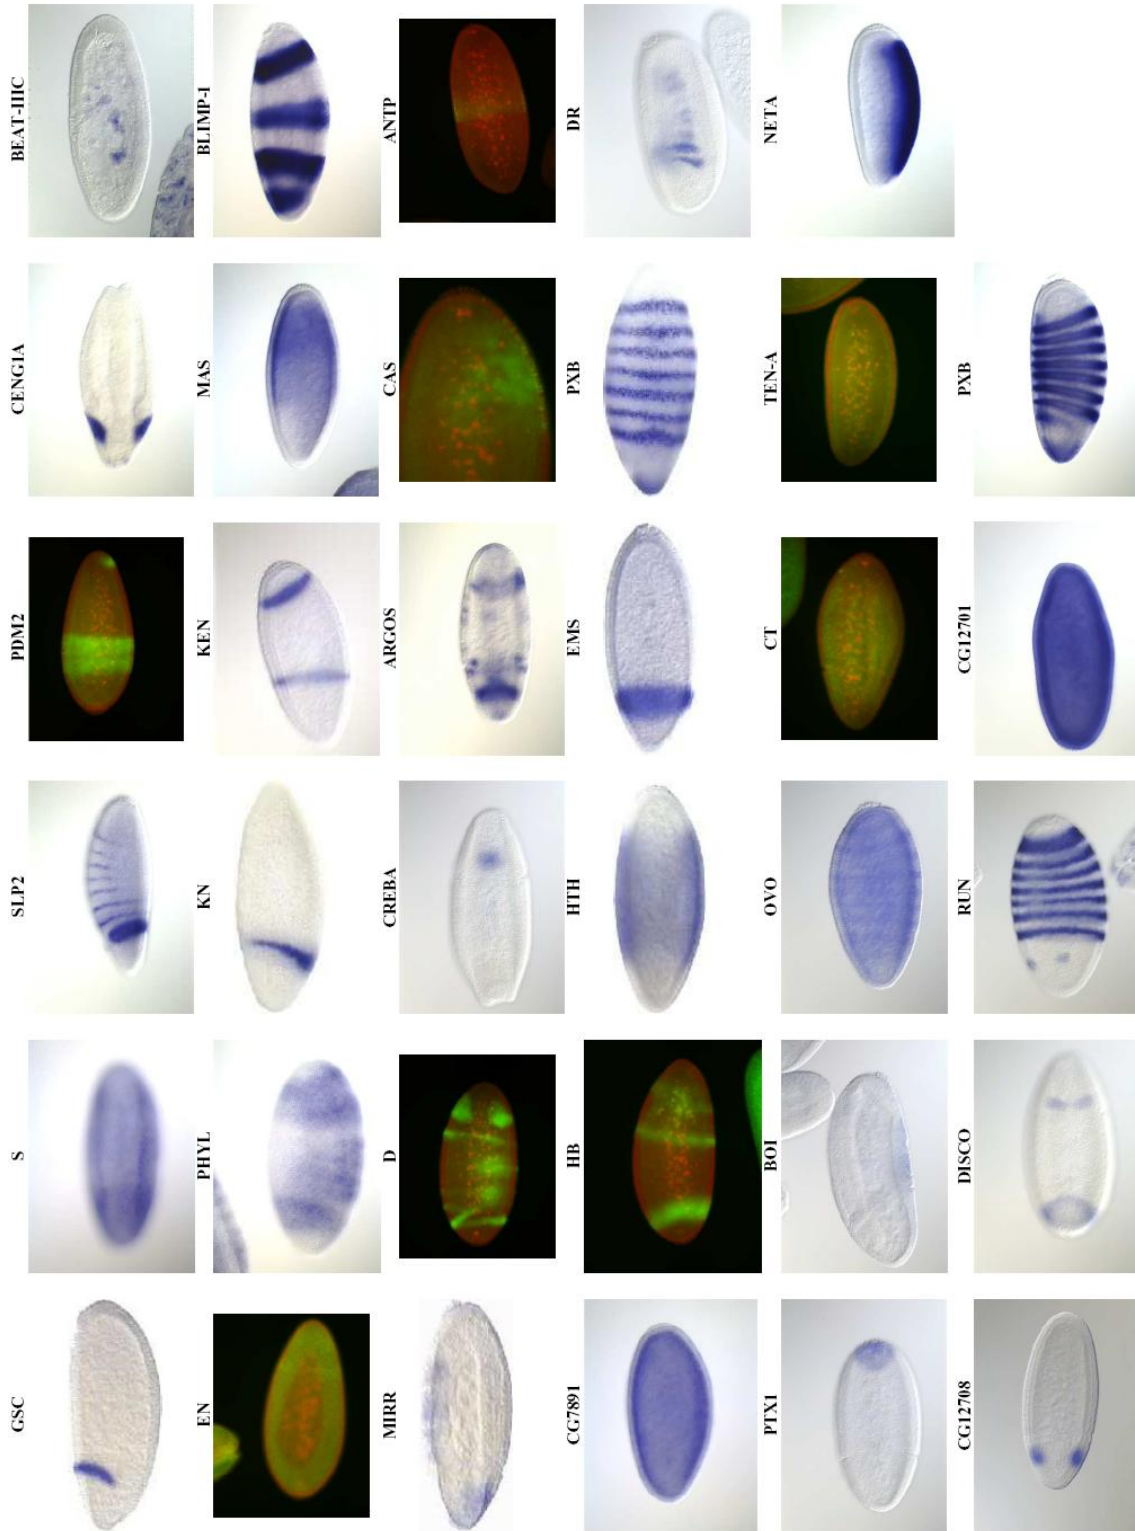 GSC
S
SLP2
PDM2
CENG1A
BEAT-IIIC
EN
PHYL
KN
KEN
MAS
BLIMP-1
MIRR
D
CREBA
ARGOS
CAS
ANTP
CG7891
HB
HTH
EMS
PXB
DR
PTX1
BOI
OVO
CT
TEN-A
NETA
CG12708
DISCO
RUN
CG12701
PXB